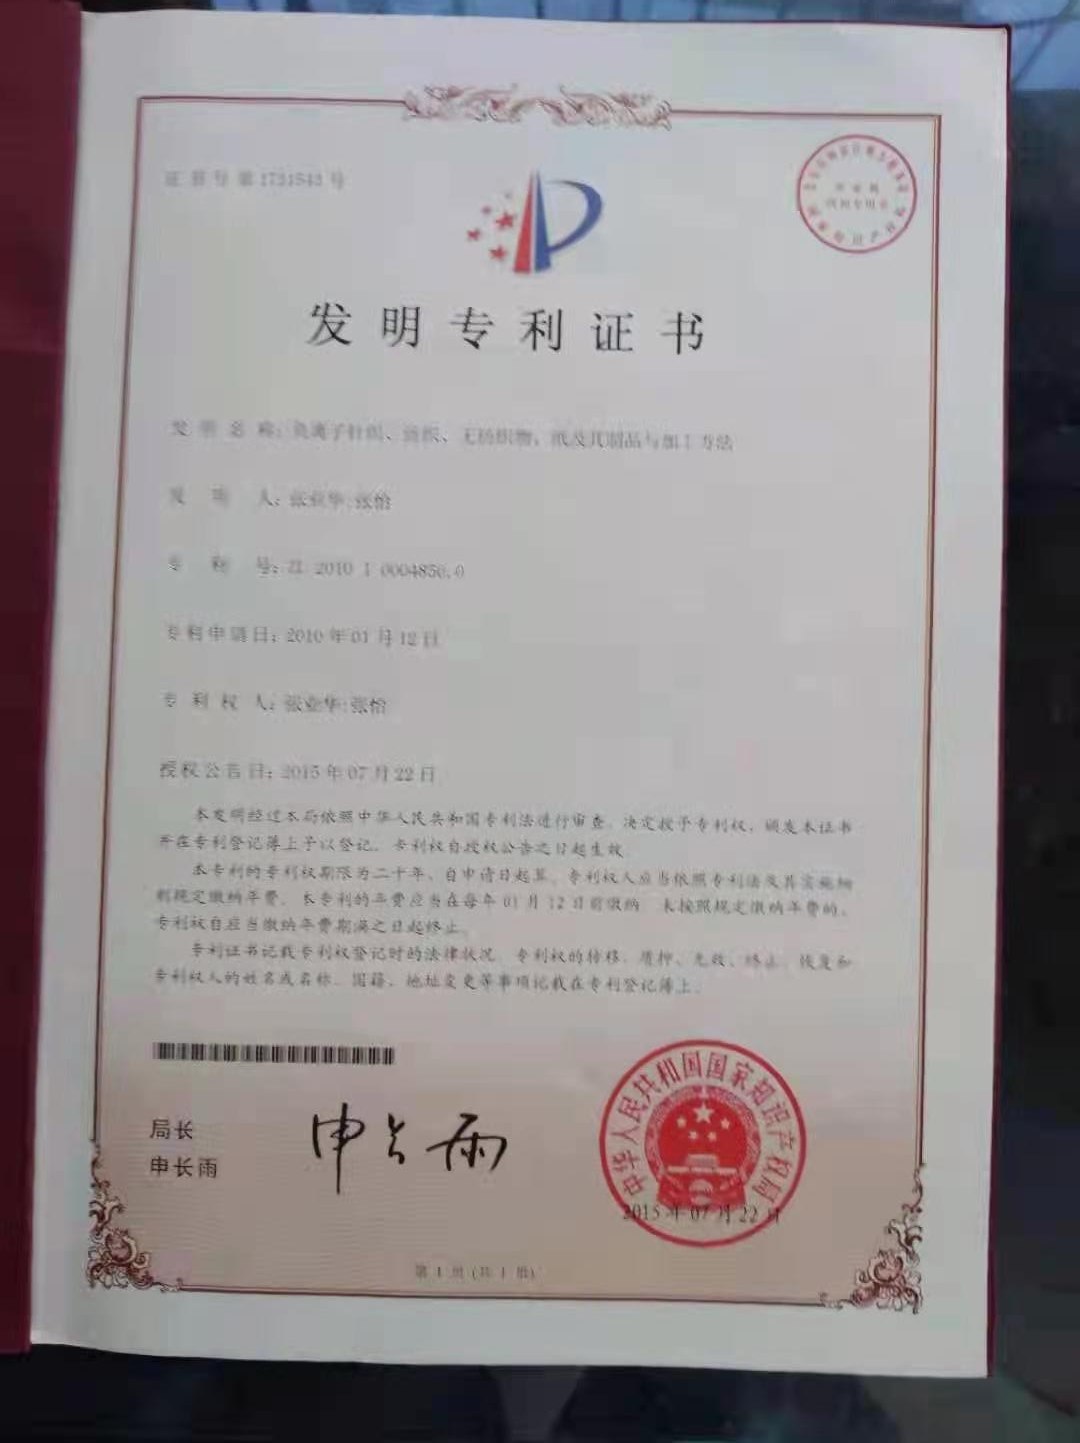 证书号第1731543号
发明专利证书
发明名称：负离子针织、纺织、无纺织物，纸及其制品与加工方法
发明人：张业华;张怡
专利号：ZL 2010 1 0004850.0
专利申请日：2010年01月12日
专利权人：张业华;张怡
授权公告日：2015年07月22日
本发明经过本局依照中华人民共和国专利法进行审查，决定授予专利权，颁发本证书
并在专利登记簿上予以登记。专利权自授权公告之日起生效。
本专利的专利权期限为二十年，自申请日起算。专利权人应当依照专利法及其实施细
则规定缴纳年费。本专利的年费应当在每年01月12日前缴纳。未按照规定缴纳年费的，
专利权自应当缴纳年费期满之日起终止。
专利证书记载专利权登记时的法律状况。专利权的转移、质押、无效、终止、恢复和
专利权人的姓名或名称、国籍、地址变更等事项记载在专利登记簿上。
局长
申长雨
申长雨
中华人民共和国国家知识产权局
2015年07月22日
第1页(共1页)